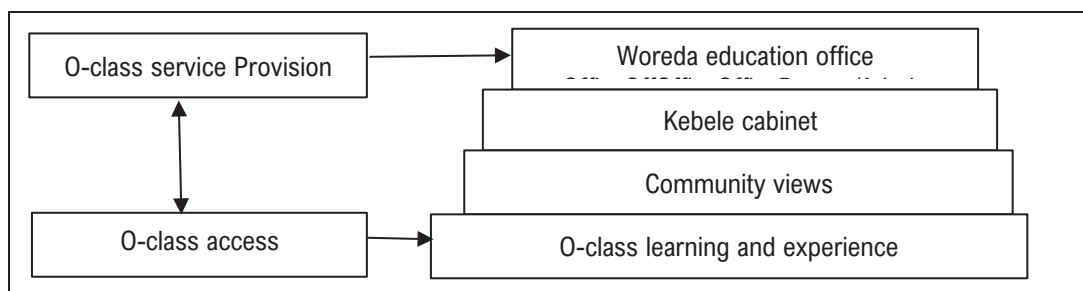 O-class service Provision
Woreda education office
Kebele cabinet
Community views
O-class access
O-class learning and experience